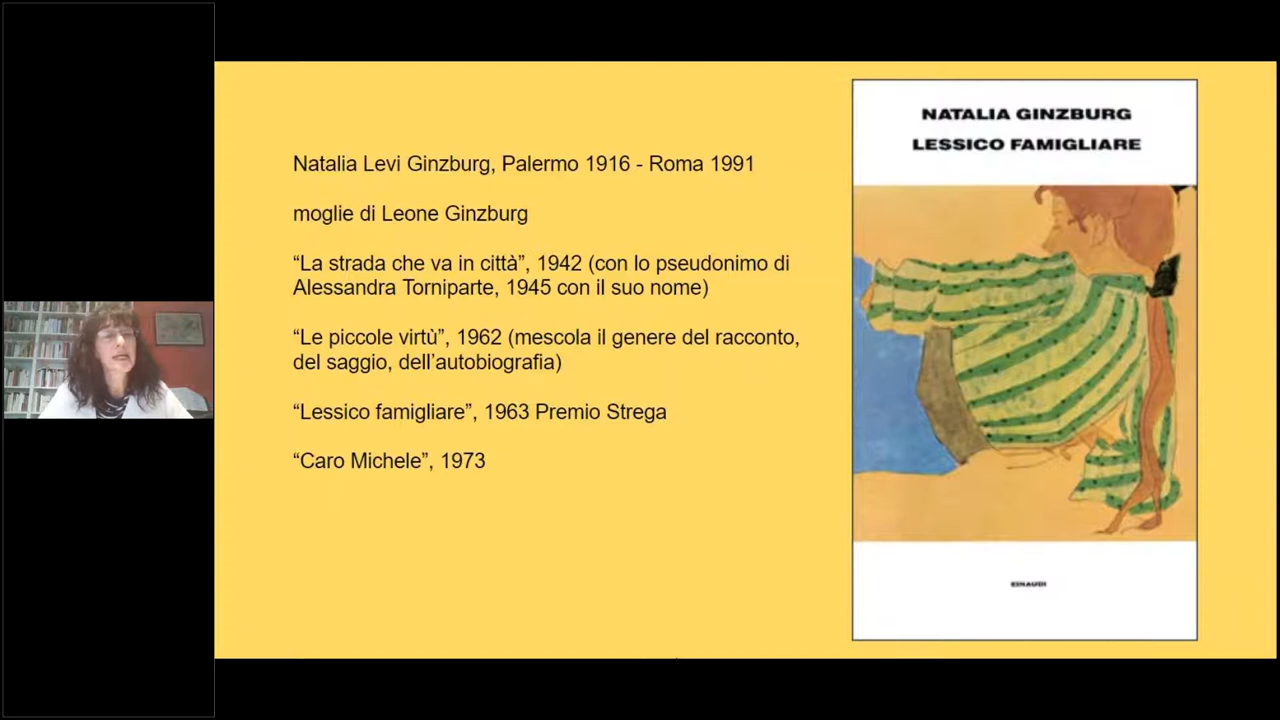 Natalia Levi Ginzburg, Palermo 1916 - Roma 1991
moglie di Leone Ginzburg
“La strada che va in città”, 1942 (con lo pseudonimo di
Alessandra Torniparte, 1945 con il suo nome)
“Le piccole virtù”, 1962 (mescola il genere del racconto,
del saggio, dell’autobiografia)
“Lessico famigliare”, 1963 Premio Strega
“Caro Michele”, 1973
NATALIA GINZBURG
LESSICO FAMIGLIARE
EINAUDI